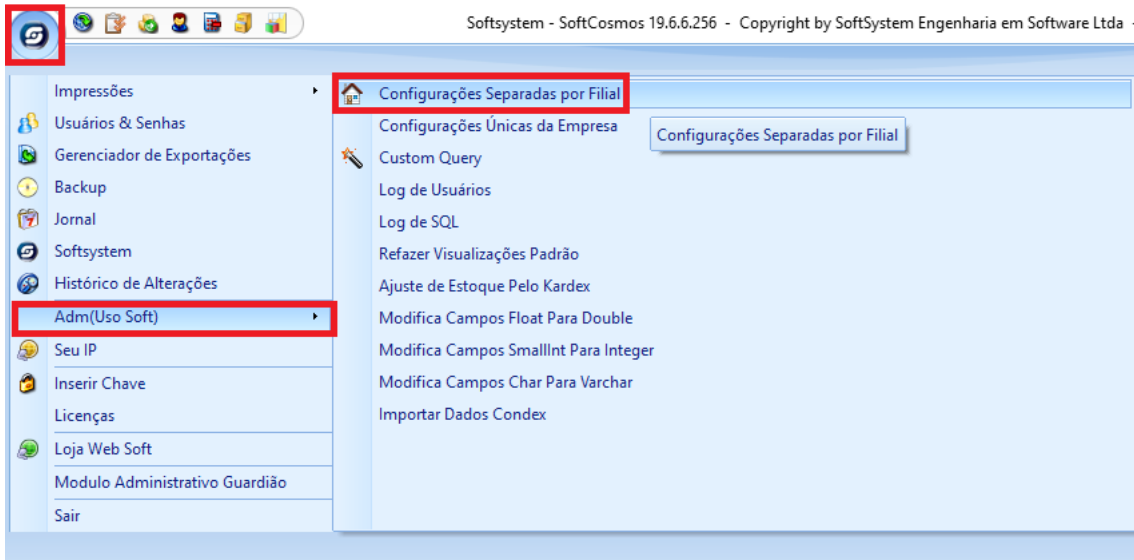 Softsystem - SoftCosmos 19.6.6.256 - Copyright by SoftSystem Engenharia em Software Ltda -
Impressões
Usuários & Senhas
Gerenciador de Exportações
Backup
Jornal
Softsystem
Histórico de Alterações
Adm(Uso Soft)
Seu IP
Inserir Chave
Licenças
Loja Web Soft
Modulo Administrativo Guardião
Sair
Configurações Separadas por Filial
Configurações Únicas da Empresa
Configurações Separadas por Filial
Custom Query
Log de Usuários
Log de SQL
Refazer Visualizações Padrão
Ajuste de Estoque Pelo Kardex
Modifica Campos Float Para Double
Modifica Campos SmallInt Para Integer
Modifica Campos Char Para Varchar
Importar Dados Condex